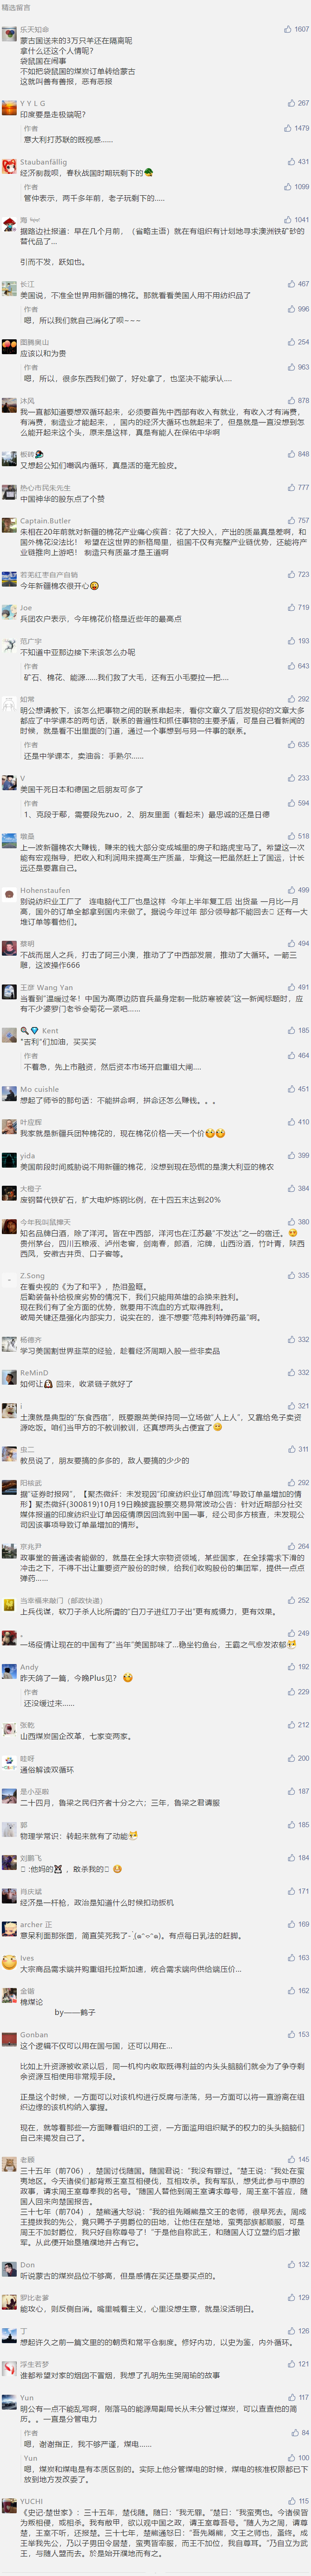 精选留言
乐天知命
1607
蒙古国送来的3万只羊还在隔离呢
拿什么还这个人情呢?
袋鼠国在闹事
不如把袋鼠国的煤炭订单转给蒙古
这就叫善有善报,恶有恶报
Y Y L G
267
印度要是走极端呢?
作者
1479
意大利打苏联的既视感……
Staubanfällig
431
经济制裁呗,春秋战国时期玩剩下的
作者
1099
管仲表示,两千多年前,老子玩剩下的.....
海
1041
据路边社报道:早在几个月前,(省略主语)就在有组织有计划地寻求澳洲铁矿砂的
替代品了...
引而不发,跃如也。
长江
467
美国说,不准全世界用新疆的棉花。那就看看美国人用不用纺织品了
作者
996
嗯,所以我们就自己消化了呗~~~
图腾奥山
254
应该以和为贵
作者
963
嗯,所以,很多东西我们做了,好处拿了,也坚决不能承认....
沐风
878
我一直都知道要想双循环起来,必须要首先中西部有收入有就业,有收入才有消费,
有消费,制造业才能起来,、国内的经济大循环也就起来了,但是就是一直没想到怎
么能开起来这个头,原来是这样,真是有能人在保佑中华啊
848
又想起公知们嘲讽内循环,真是活的毫无脸皮。
热心市民朱先生
777
中国神华的股东点了个赞
Captain.Butler
757
朱相在20年前就对新疆的棉花产业痛心疾首:花了大投入,产出的质量真是差啊,和
国外棉花没法比! 希望在这世界的新格局里,祖国不仅有完整产业链优势,还能将产
业链推向上游吧! 制造只有质量才是王道啊
若羌红枣自产自销
723
今年新疆棉农很开心
Joe
719
兵团农户表示,今年棉花价格是近些年的最高点
范广宇
193
不知道中亚那边接下来该怎么办呢
作者
643
矿石、棉花、能源……我们敦了大毛,还有五小毛要拉一把....
如常
292
明公想请教下,该怎么把事物之间的联系串起来,看你文章久了后发现你的文章大多
都应了中学课本的两句话,联系的普遍性和抓住事物的主要矛盾,可是自己看新闻的
时候,就是看不出里面的门道,通过一个事想到与另一件事的联系。
作者
635
还是中学课本,卖油翁:手熟尔......
V
233
美国干死日本和德国之后朋友可多了
作者
594
1、克段于鄢,需要段先zuo,2、朋友里面(看起来)最忠诚的还是日德
徵垒
518
上一波新疆棉农大赚钱,赚来的钱大部分变成城里的房子和路虎宝马了。希望这一次
能有宏观指导,把收入和利润用来提高生产质量,毕竟这一把虽然赶上了国运,计长
远还是要靠自己。
Hohenstaufen
499
别说纺织业工厂了 连电脑代工厂也是这样 今年上半年复工后 出货量 一月比一月
高,国外的订单全都拿到国内来做了。据说今年过年 部分领导都不能回去 还有一大
堆订单等着他们。
蔡明
494
不战而屈人之兵,打击了阿三小澳,推动了了中西部发展,推动了大循环。一箭三
雕,这波操作666
王彦 Wang Yan
491
当看到“温暖过冬!中国为高原边防官兵量身定制一批防寒被装”这一新闻标题时,应
有不少婆罗门老爷会菊花一紧吧......
Kent
185
"吉利"们加油,买买买
作者
464
不着急,先上市融资,然后资本市场开启重组大闸....
Mo cuishle
451
想起了师爷的那句话:不能拼命啊,拼命还怎么赚钱。。。
叶应辉
410
我家就是新疆兵团种棉花的,现在棉花价格一天一个价
yida
399
美国前段时间威胁说不用新疆的棉花,没想到现在恐慌的是澳大利亚的棉农
大橙子
384
废钢替代铁矿石,扩大电炉炼钢比例,在十四五末达到20%
今年我叫鼠掸天
380
知名品牌白酒,除了洋河。皆在中西部,洋河也在江苏最“不发达”之一的宿迁。
贵州茅台,四川五粮液,泸州老窖,剑南春,郎酒,沱牌,山西汾酒,竹叶青,陕西
西凤,安徽古井贡,口子窖等。
Z.Song
335
在看央视的《为了和平》,热泪盈眶。
后勤装备补给极度劣势的情况下,我们只能用英雄的命换来胜利。
现在我们有了全方面的优势,就要用不流血的方式取得胜利。
破局关键还是强化内部实力,说实在的,谁不想要"范弗利特弹药量"啊。
杨德齐
332
学习美国割世界韭菜的经验,趁着经济周期入股一些非卖品
ReMinD
332
如何让 回来,收紧链子就好了
i
321
土澳就是典型的“东食西宿”,既要跟英美保持同一立场做“人上人”,又靠给兔子卖资
源吃饭。咱们当甲方的不教训教训,还真想两头占便宜了
虫二
311
教员说了,朋友要搞的多多的,敌人要搞的少少的
阳核武
292
据“证券时报网”,【聚杰微纤:未发现因“印度纺织业订单回流”导致订单量增加的情
形】聚杰微纤(300819)10月19日晚披露股票交易异常波动公告:针对近期部分社交
媒体报道的印度纺织业订单因疫情原因回流到中国一事,经公司多方核查,未发现公
司因该事项导致订单量增加的情形。
京兆尹
264
政事堂的普通读者能做的,就是在全球大宗物资领域,某些国家,在全球需求下滑的
冲击之下,不得不出让重要资产股份的时候,给我们收购股份的集团军,提供一点点
弹药……
当幸福来敲门(邮政快递)
252
上兵伐谋,软刀子杀人比所谓的“白刀子进红刀子出”更有威慑力,更有效果。
249
一场疫情让现在的中国有了“当年”美国那味了...稳坐钓鱼台,王霸之气愈发浓郁
Andy
192
昨天鸽了一篇,今晚Plus见?
作者
229
还没缓过来......
张乾
212
山西煤炭国企改革,七家变两家。
哇呀
200
通俗解读双循环
是小巫啦
187
二十四月,鲁梁之民归齐者十分之六;三年,鲁梁之君请服
郭
185
物理学常识:转起来就有了动能
刘鹏飞
184
:他妈的 ,敢杀我的
肖庆斌
171
经济是一杆枪,政治是知道什么时候扣动扳机
archer 正
169
意呆利面那张图,简直笑死我了-。有点每日乳法的赶脚。
Ives
163
大宗商品需求端并购重组托拉斯加速,统合需求端向供给端压价…
金锴
162
棉煤论
by——鹤子
Gonban
153
这个逻辑不仅可以用在国与国,还可以用在...
比如上升资源被收紧以后,同一机构内收取既得利益的内头头脑脑们就会为了争夺剩
余资源互相使用非常规手段。
正是这个时候,一方面可以对该机构进行反腐与涤荡,另一方面可以将一直游离在组
织边缘的该机构纳入掌握。
现在,就等看那些一方面赚着组织的工资,一方面滥用组织赋予的权力的头头脑脑们
自己来揭发自己了。
老顾
145
三十五年(前706),楚国讨伐随国。随国君说:“我没有罪过。”楚王说:“我处在蛮
夷地区。今天诸侯们都背叛王室互相侵伐,互相攻杀。我有军队,想凭此参与中原的
政事,请求周王室尊奉我的名号。”随国人替他到周王室请求尊号,周王室不答应,随
国人回来向楚国报告。
三十七年(前704),楚熊通大怒说:“我的祖先鬻熊是文王的老师,很早死去。周成
王提拔我的先公,竟只赐予子男爵位的田地,让他住在楚地,蛮夷部族都顺服,可是
周王不加封爵位,我只好自称尊号了!”于是他自称武王,和随国人订立盟约后才撤
军。从此便开始垦殖濮地并占有它。
Don
132
听说蒙古的煤炭品位不够高,但是感情在买还是要买点的。
萝比老爹
129
能攻心,则反侧自消。嘴里喊着主义,心里没想生意,就是没活明白。
丁
126
想起许久之前一篇文里的的朝贡和常平仓制度。修好内功,以史为鉴,内外循环。
浮生若梦
121
谁都希望对家的烟囱不冒烟,我想了孔明先生哭周瑜的故事
Yun
117
明公有一点不能乱写啊,刚落马的能源局副局长从未分管过煤炭,可以查查他的简
历。。一直是分管电力
作者
84
嗯,谢谢指正,我不够严谨,煤电......
Yun
100
嗯,煤炭和煤电是有本质区别的。实际上他分管煤电的时候,煤电的核准权限都已下
放到地方发改委了。
YUCHI
115
《史记·楚世家》:三十五年,楚伐随。随曰:“我无罪。”楚曰:“我蛮夷也。今诸侯皆
为叛相侵,或相杀。我有敝甲,欲以观中国之政,请王室尊吾号。”随人为之周,请尊
楚,王室不听,还报楚。三十七年,楚熊通怒曰:“吾先鬻熊,文王之师也,蚤终。成
王举我先公,乃以子男田令居楚,蛮夷皆率服,而王不加位,我自尊耳。”乃自立为武
王,与随人盟而去。於是始开濮地而有之。